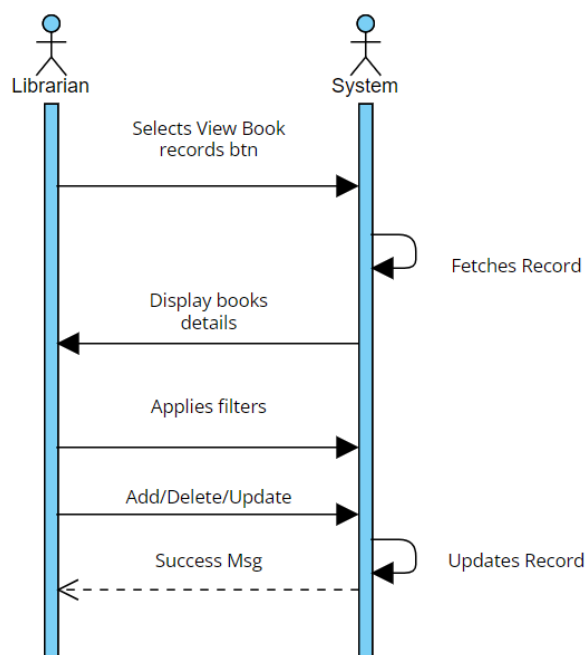 Librarian
System
Selects View Book
records btn
Fetches Record
Display books
details
Applies filters
Add/Delete/Update
Success Msg
Updates Record